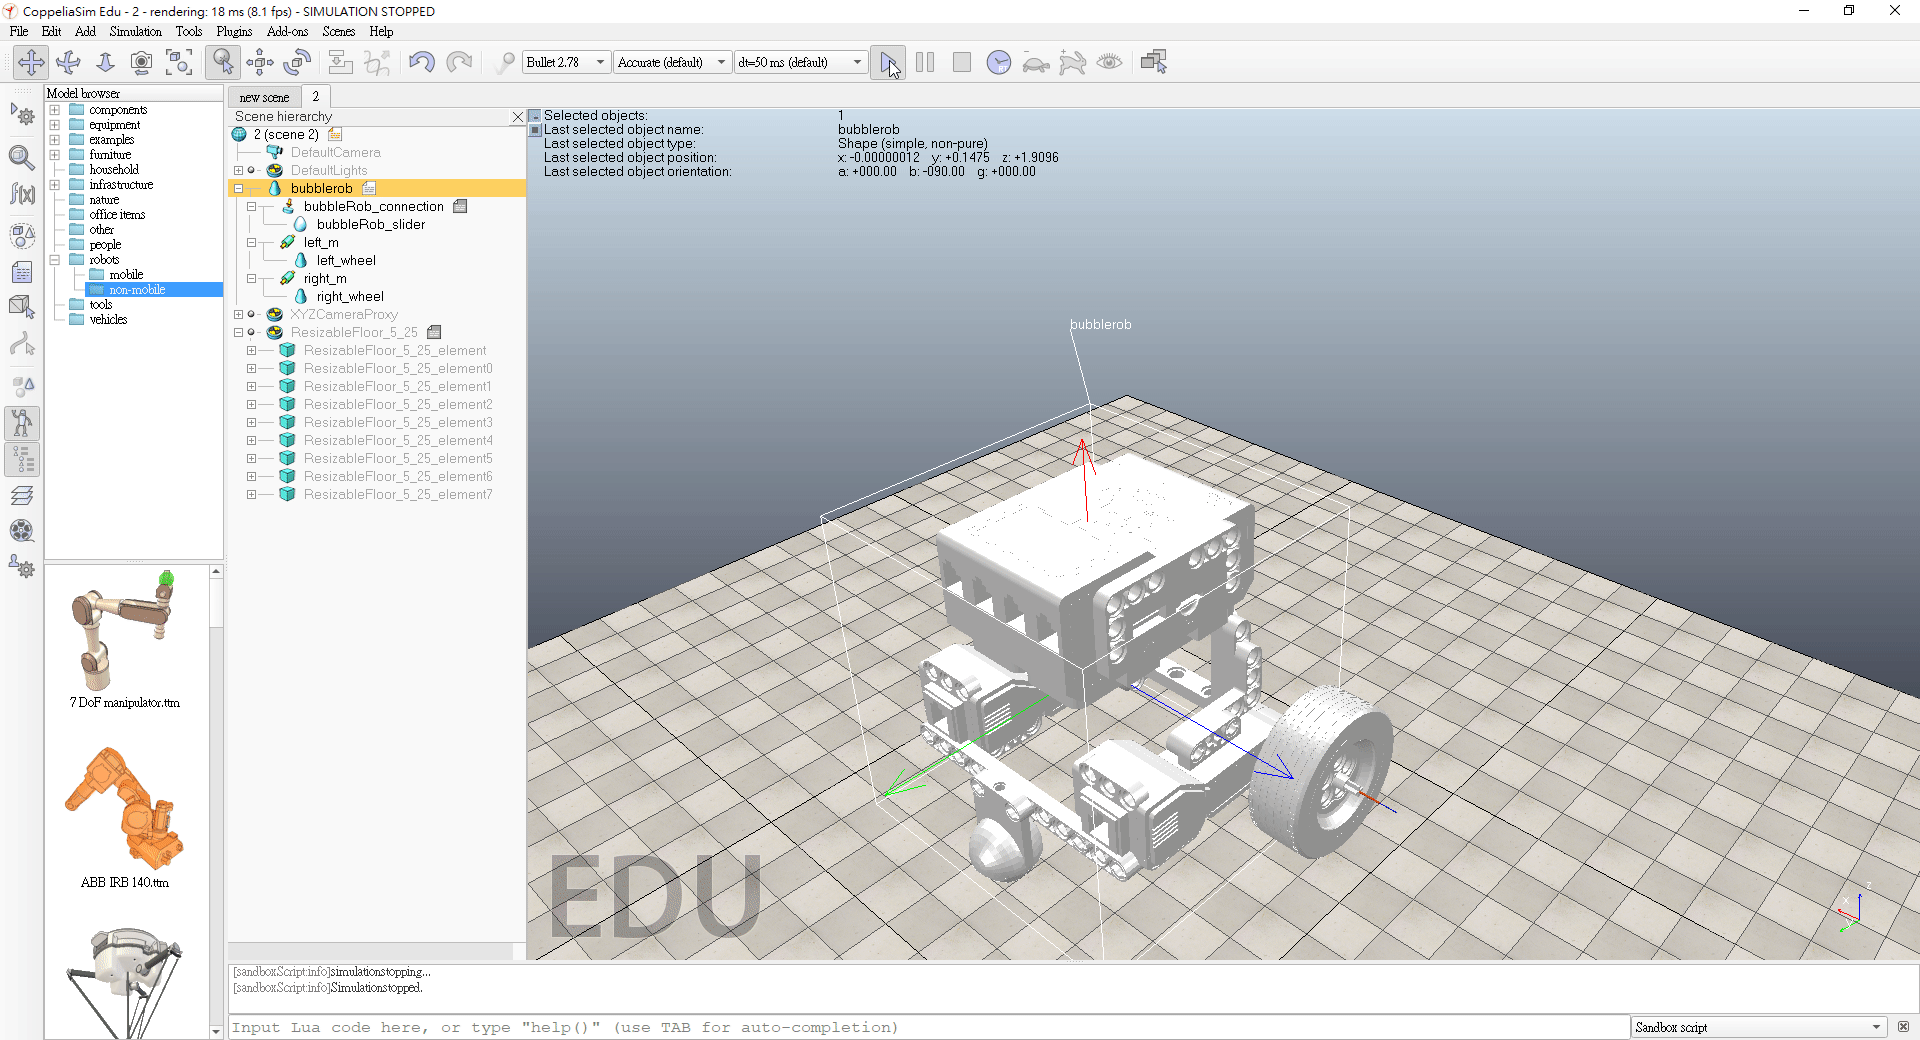 CoppeliaSim Edu - 2 - rendering: 18 ms (8.1 fps) - SIMULATION STOPPED
File Edit Add Simulation Tools Plugins Add-ons Scenes Help
Bullet 2.78 Accurate (default) dt=50 ms (default)
Model browser
components
equipment
examples
furniture
household
infrastructure
nature
office items
other
people
robots
mobile
non-mobile
tools
vehicles
7 DoF manipulator.ttm
ABB IRB 140.ttm
new scene 2
Scene hierarchy
2 (scene 2)
DefaultCamera
DefaultLights
bubblerob
bubbleRob_connection
bubbleRob_slider
left_m
left_wheel
right_m
right_wheel
XYZCameraProxy
ResizableFloor_5_25
ResizableFloor_5_25_element
ResizableFloor_5_25_element0
ResizableFloor_5_25_element1
ResizableFloor_5_25_element2
ResizableFloor_5_25_element3
ResizableFloor_5_25_element4
ResizableFloor_5_25_element5
ResizableFloor_5_25_element6
ResizableFloor_5_25_element7
Selected objects: 1
Last selected object name: bubblerob
Last selected object type: Shape (simple, non-pure)
Last selected object position: x: -0.00000012 y: +0.1475 z: +1.9096
Last selected object orientation: a: +000.00 b: -090.00 g: +000.00
bubblerob
EDU
[sandboxScript:info]simulationstopping...
[sandboxScript:info]Simulationstopped.
Input Lua code here, or type "help()" (use TAB for auto-completion)
Sandbox script